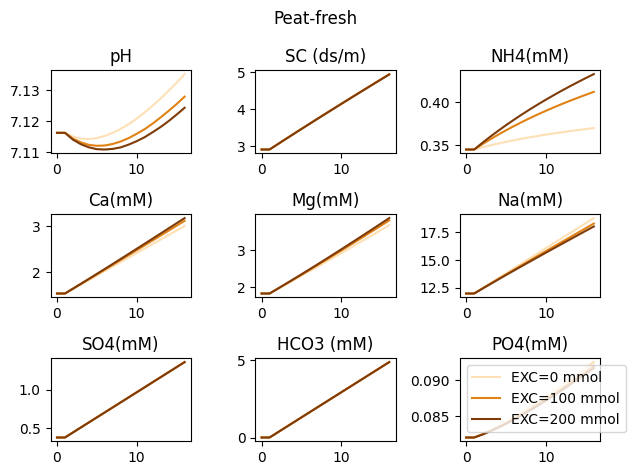 Peat-fresh
pH SC (ds/m) NH4(mM)
7.13 7.12 7.11 5 4 3 0.40 0.35
0 10 0 10 0 10
Ca(mM) Mg(mM) Na(mM)
3 2 3 2 17.5 15.0 12.5
0 10 0 10 0 10
SO4(mM) HCO3 (mM) PO4(mM)
1.0 0.5 5 0 0.090 0.085
EXC=0 mmol
EXC=100 mmol
EXC=200 mmol
0 10 0 10 0 10